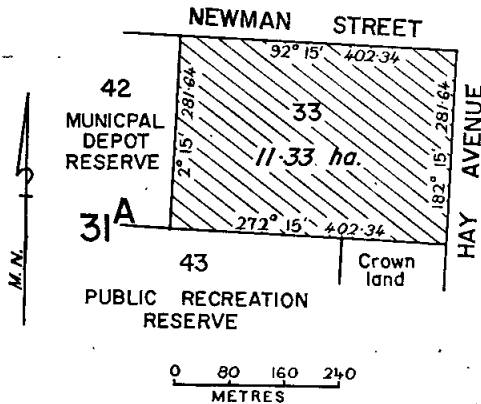 NEWMAN STREET
92° 15' 402·34
42
MUNICPAL
DEPOT
RESERVE
2° 15' 281·64
33
11·33 ha.
182° 15' 281·64
HAY AVENUE
31A
272° 15' 402·34
43
Crown
land
PUBLIC RECREATION
RESERVE
M.N.
0 80 160 240
METRES